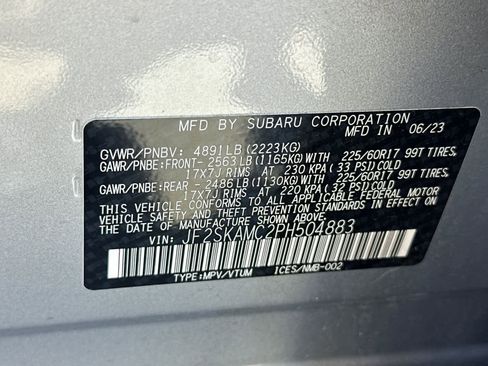 MFD BY SUBARU CORPORATION
MFD IN 06/23
GVWR/PNBV: 4891LB(2223KG)
GAWR/PNBE:FRONT- 2563LB(1165KG)WITH 225/60R17 99T TIRES,
17X7J RIMS AT 230 KPA(33 PSI)COLD
GAWR/PNBE:REAR - 2486LB(1130KG)WITH 225/60R17 99T TIRES,
17X7J RIMS AT 220 KPA(32 PSI)COLD
THIS VEHICLE CONFORMS TO ALL APPLICABLE FEDERAL MOTOR
VEHICLE SAFETY AND THEFT PREVENTION STANDARDS IN EFFECT
ON THE DATE OF MANUFACTURE SHOWN ABOVE.
VIN: JF2SKAMC2PH504883
TYPE:MPV/VTUM ICES/NMB-002